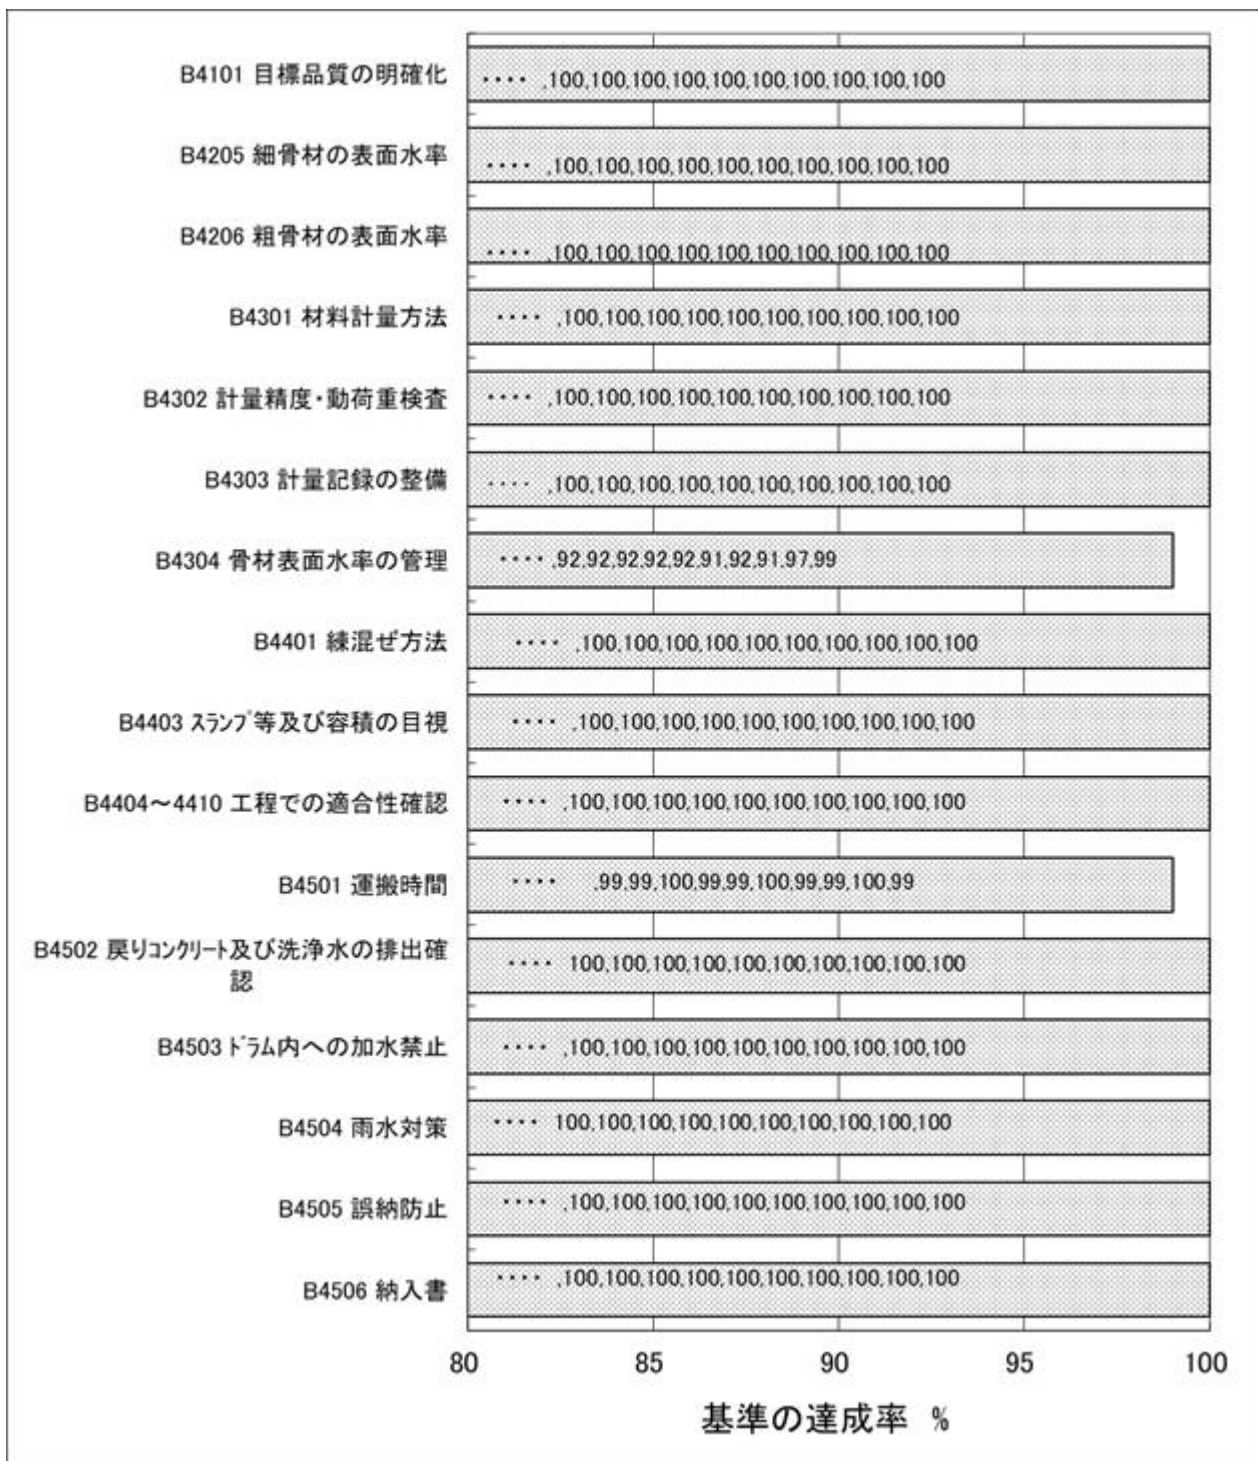 B4101 目標品質の明確化 ････ ,100,100,100,100,100,100,100,100,100,100
B4205 細骨材の表面水率 ････ ,100,100,100,100,100,100,100,100,100,100
B4206 粗骨材の表面水率 ････ ,100,100,100,100,100,100,100,100,100,100
B4301 材料計量方法 ････ ,100,100,100,100,100,100,100,100,100,100
B4302 計量精度・動荷重検査 ････ ,100,100,100,100,100,100,100,100,100,100
B4303 計量記録の整備 ････ ,100,100,100,100,100,100,100,100,100,100
B4304 骨材表面水率の管理 ････ ,92,92,92,92,92,91,92,91,97,99
B4401 練混ぜ方法 ････ ,100,100,100,100,100,100,100,100,100,100
B4403 ｽﾗﾝﾌﾟ等及び容積の目視 ････ ,100,100,100,100,100,100,100,100,100,100
B4404～4410 工程での適合性確認 ････ ,100,100,100,100,100,100,100,100,100,100
B4501 運搬時間 ････ ,99,99,100,99,99,100,99,99,100,99
B4502 戻りｺﾝｸﾘｰﾄ及び洗浄水の排出確 ････ 100,100,100,100,100,100,100,100,100,100
認
B4503 ﾄﾞﾗﾑ内への加水禁止 ････ ,100,100,100,100,100,100,100,100,100,100
B4504 雨水対策 ････ 100,100,100,100,100,100,100,100,100,100
B4505 誤納防止 ････ ,100,100,100,100,100,100,100,100,100,100
B4506 納入書 ････ ,100,100,100,100,100,100,100,100,100,100
80 85 90 95 100
基準の達成率 %